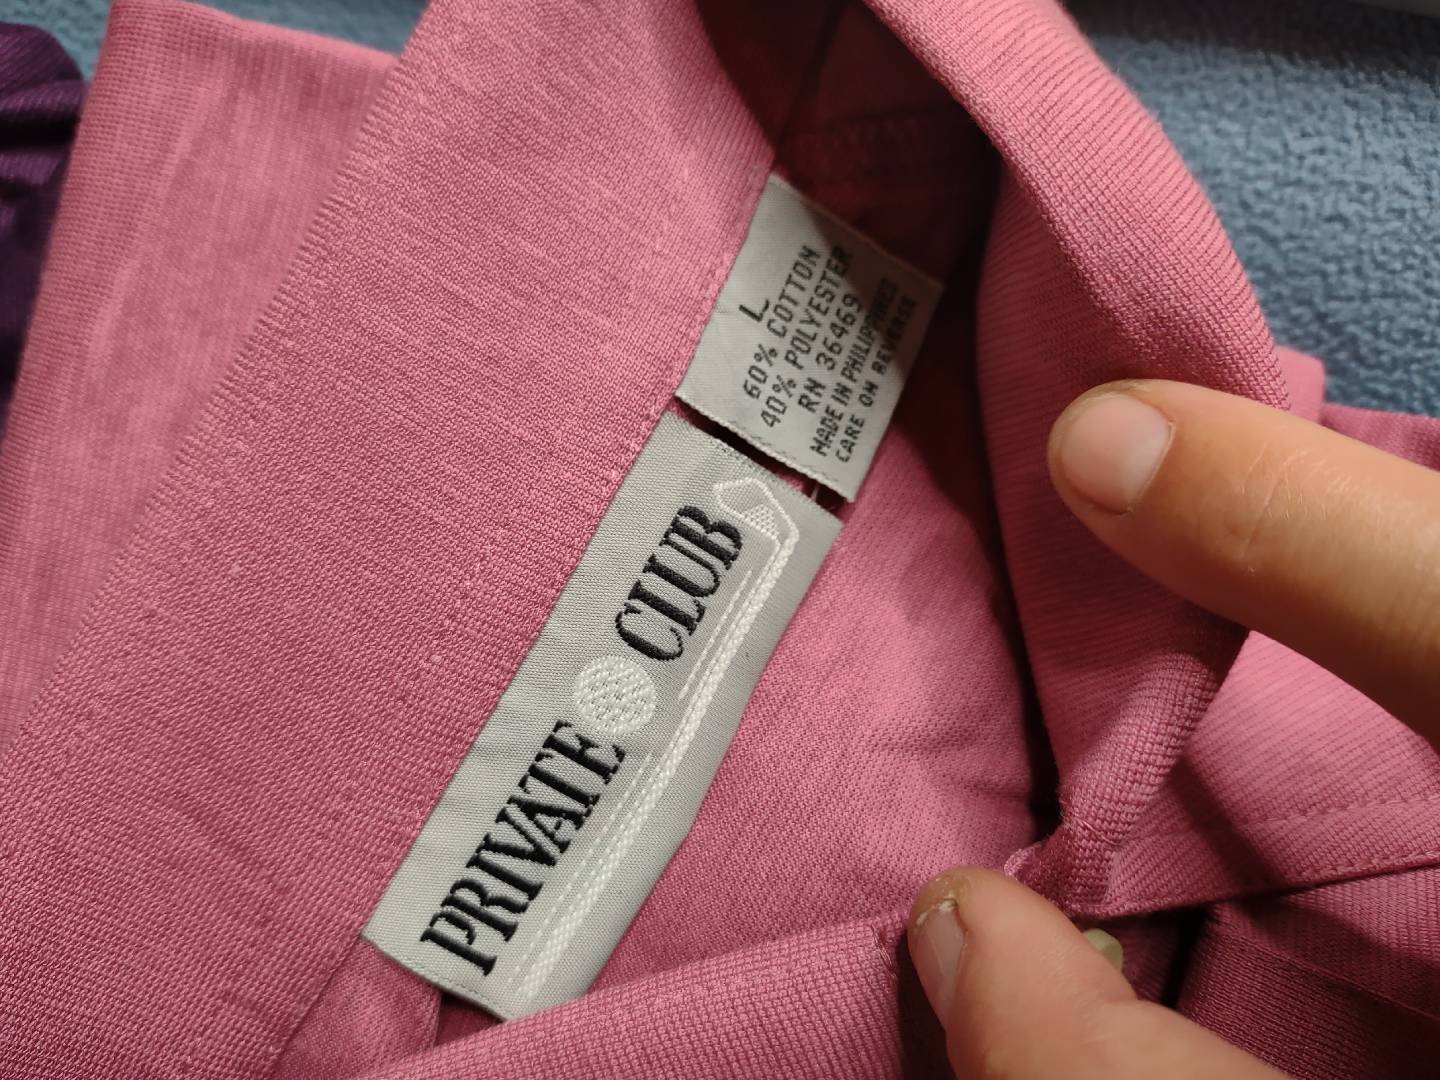 L
60% COTTON
40% POLYESTER
RN 36469
MADE IN PHILIPPINES
CARE ON REVERSE
PRIVATE CLUB